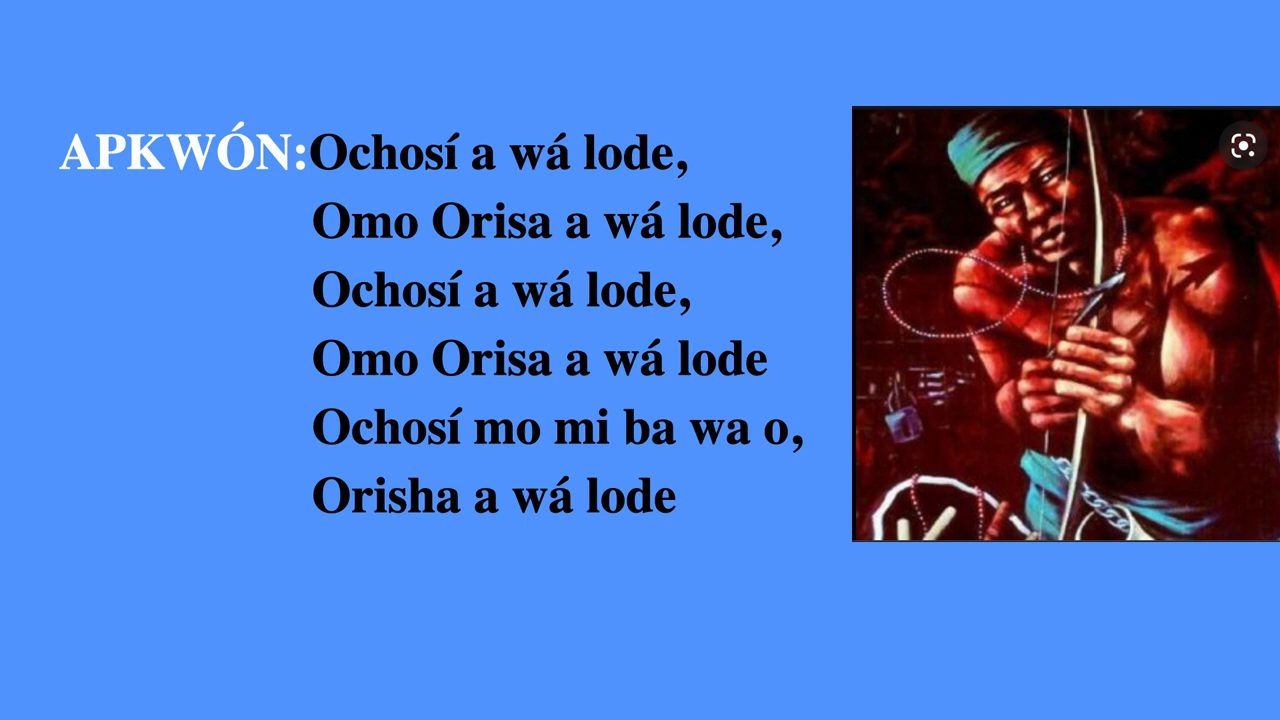 APKWÓN:Ochosí a wá lode,
Omo Orisa a wá lode,
Ochosí a wá lode,
Omo Orisa a wá lode
Ochosí mo mi ba wa o,
Orisha a wá lode